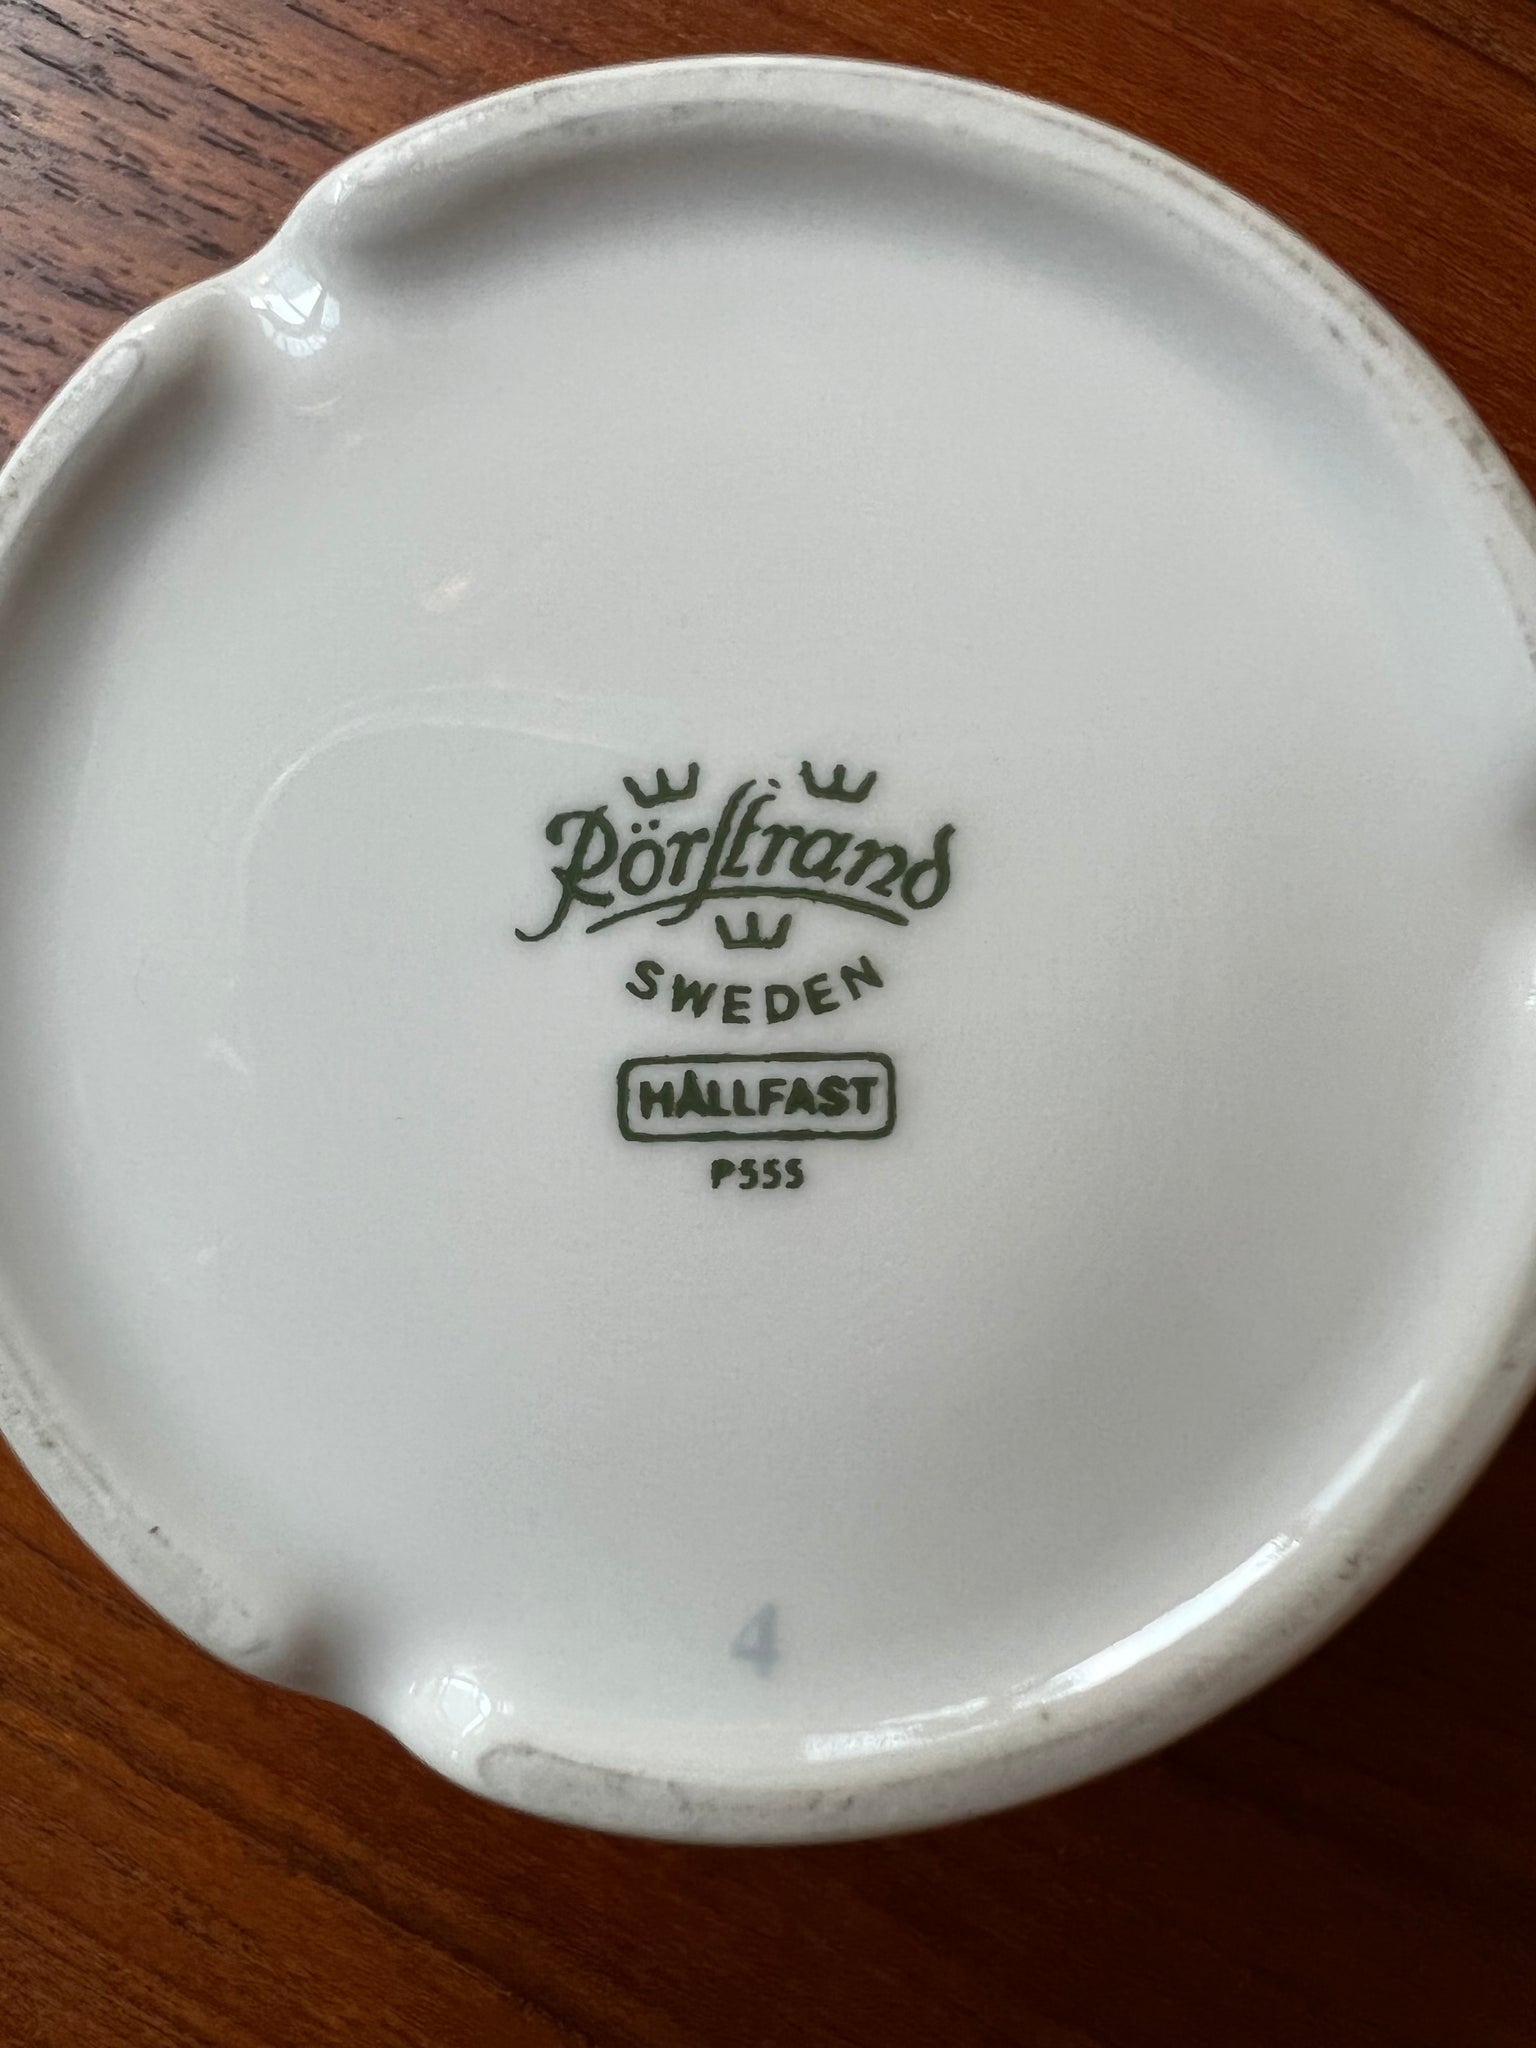 Rörstrand
SWEDEN
HÅLLFAST
P555
4